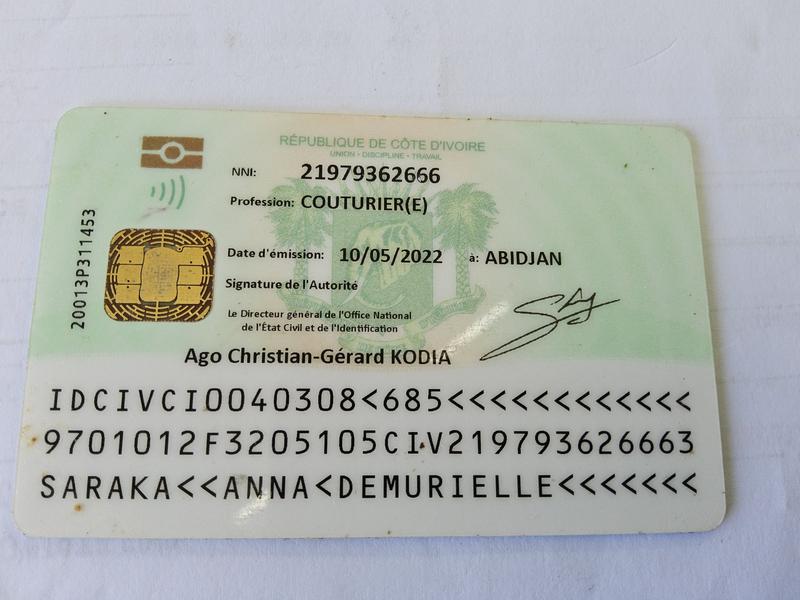 RÉPUBLIQUE DE CÔTE D'IVOIRE
UNION - DISCIPLINE - TRAVAIL
NNI: 21979362666
Profession: COUTURIER(E)
20013P311453
Date d'émission: 10/05/2022 à: ABIDJAN
Signature de l'Autorité
Le Directeur général de l'Office National
de l'État Civil et de l'Identification
Ago Christian-Gérard KODIA
IDCIVCI0040308<685<<<<<<<<<<<<
9701012F3205105CIV219793626663
SARAKA<<ANNA<DEMURIELLE<<<<<<<